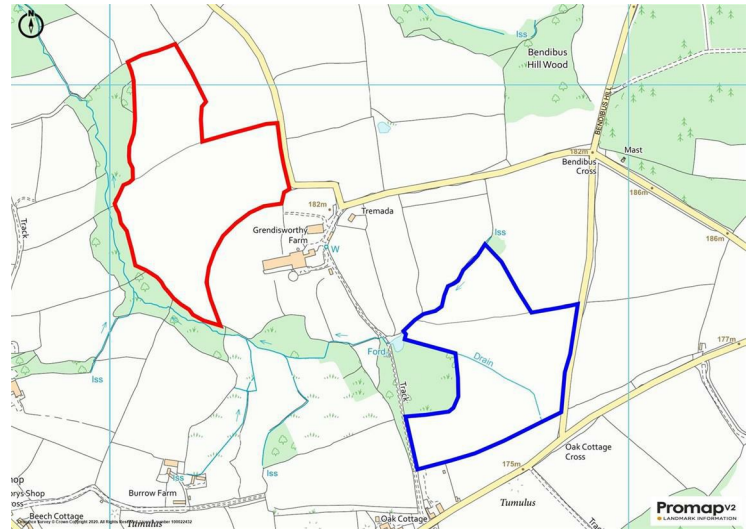 N
Iss
Bendibus
Hill Wood
BENDIBUS HILL
182m
Mast
Bendibus
Cross
186m
182m
Tremada
Track
Grendisworthy
Farm
W
Iss
186m
177m
Ford
Drain
Iss
Track
Oak Cottage
Cross
175m
Iss
Iss
Burrow Farm
Tumulus
Beech Cottage
Tumulus
Oak Cottage
Promap V2
LANDMARK INFORMATION